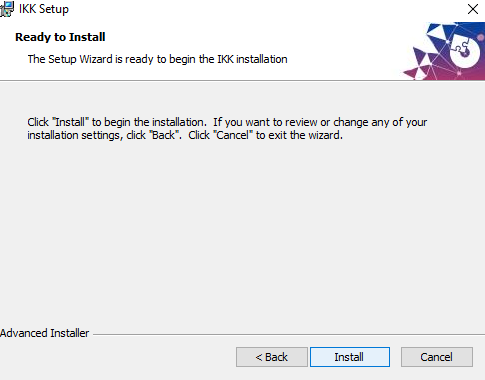 IKK Setup
Ready to Install
The Setup Wizard is ready to begin the IKK installation
Click "Install" to begin the installation. If you want to review or change any of your
installation settings, click "Back". Click "Cancel" to exit the wizard.
Advanced Installer
< Back
Install
Cancel